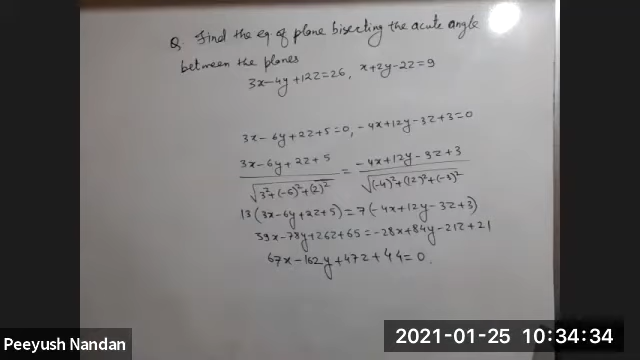 Q. Find the eq of plane bisecting the acute angle
between the planes
3x-4y+12z=26, x+2y-2z=9
3x-6y+2z+5=0, -4x+12y-3z+3=0
3x-6y+2z+5 / √3²+(-6)²+(2)² = -4x+12y-3z+3 / √(-4)²+(12)²+(-3)²
13(3x-6y+2z+5)=7(-4x+12y-3z+3)
39x-78y+26z+65=-28x+84y-21z+21
67x-162y+47z+44=0.
Peeyush Nandan
2021-01-25 10:34:34